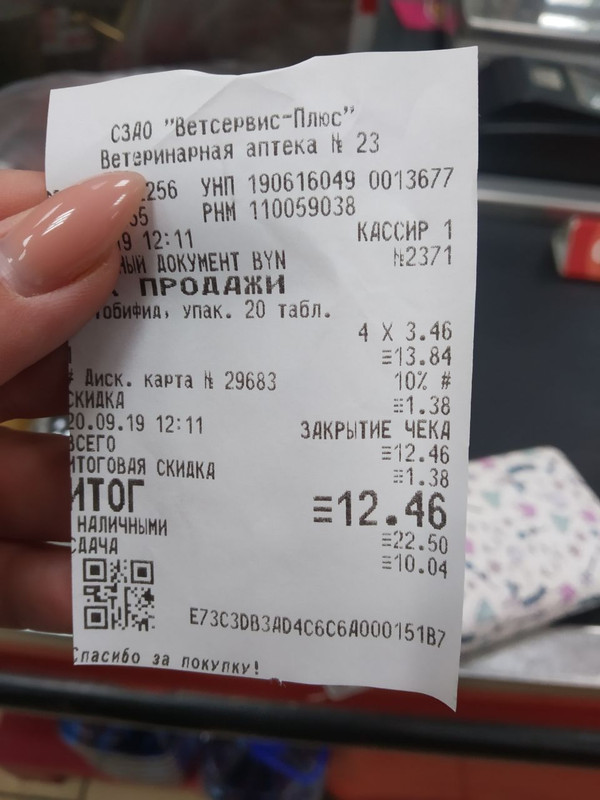 СЗАО "Ветсервис-Плюс"
Ветеринарная аптека № 23
256 УНП 190616049 0013677
РНМ 110059038
19 12:11 КАССИР 1
НЫЙ ДОКУМЕНТ BYN №2371
ПРОДАЖИ
обифид, упак. 20 табл.
4 X 3.46
≡13.84
# Диск. карта № 29683 10% #
СКИДКА ≡1.38
20.09.19 12:11 ЗАКРЫТИЕ ЧЕКА
ВСЕГО ≡12.46
ИТОГОВАЯ СКИДКА ≡1.38
ИТОГ ≡12.46
НАЛИЧНЫМИ ≡22.50
СДАЧА ≡10.04
E73C3DB3AD4C6C6A000151B7
Спасибо за покупку!